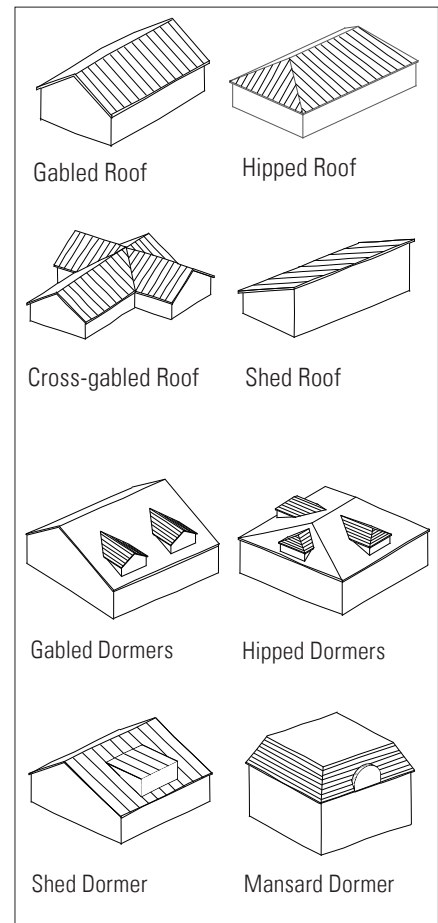 Gabled Roof
Hipped Roof
Cross-gabled Roof
Shed Roof
Gabled Dormers
Hipped Dormers
Shed Dormer
Mansard Dormer